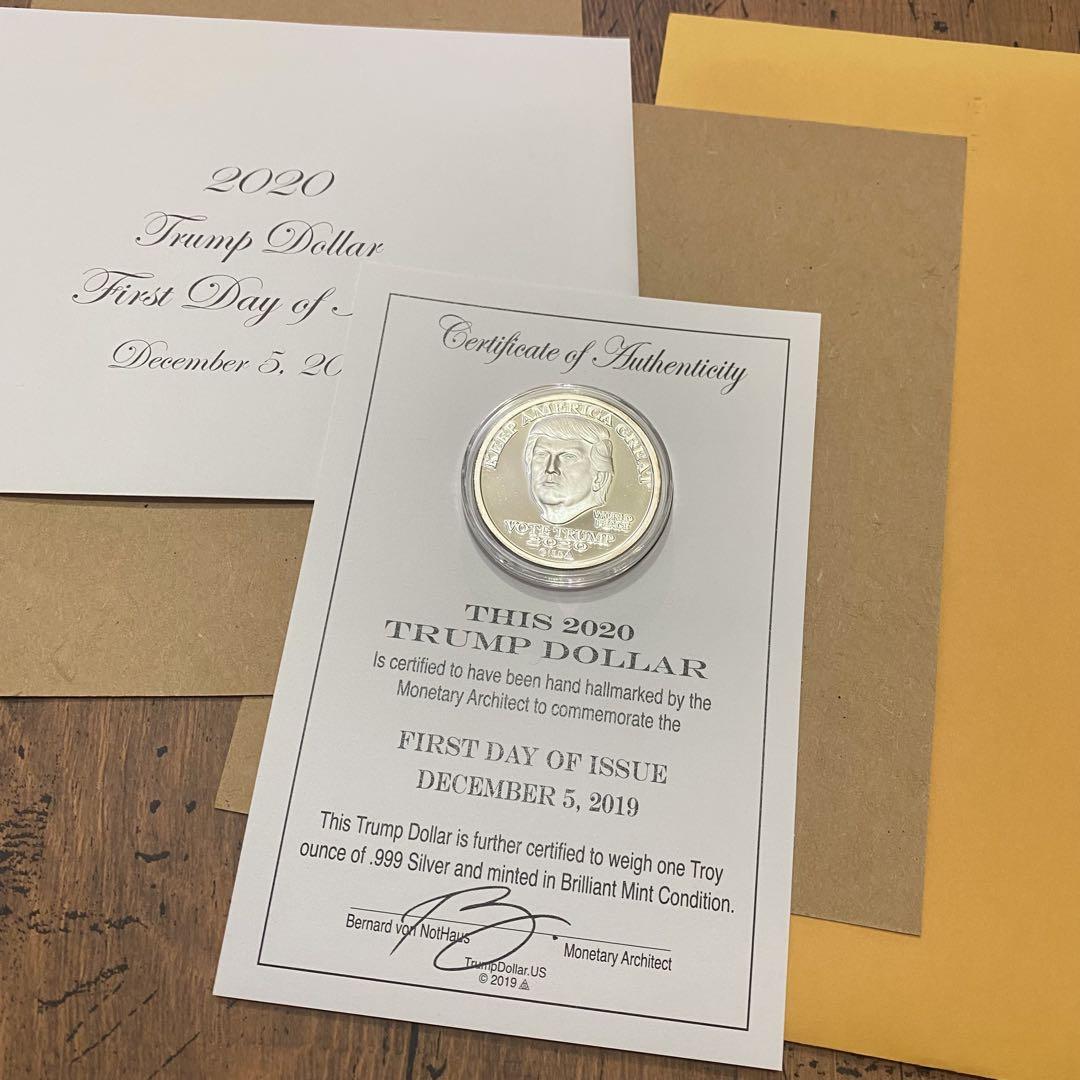 2020
Trump Dollar
First Day of
December 5, 20
Certificate of Authenticity
KEEP AMERICA GREAT
WORLD
PEACE
VOTE TRUMP
2020
THIS 2020
TRUMP DOLLAR
Is certified to have been hand hallmarked by the
Monetary Architect to commemorate the
FIRST DAY OF ISSUE
DECEMBER 5, 2019
This Trump Dollar is further certified to weigh one Troy
ounce of .999 Silver and minted in Brilliant Mint Condition.
Bernard von NotHaus
Monetary Architect
TrumpDollar.US
© 2019